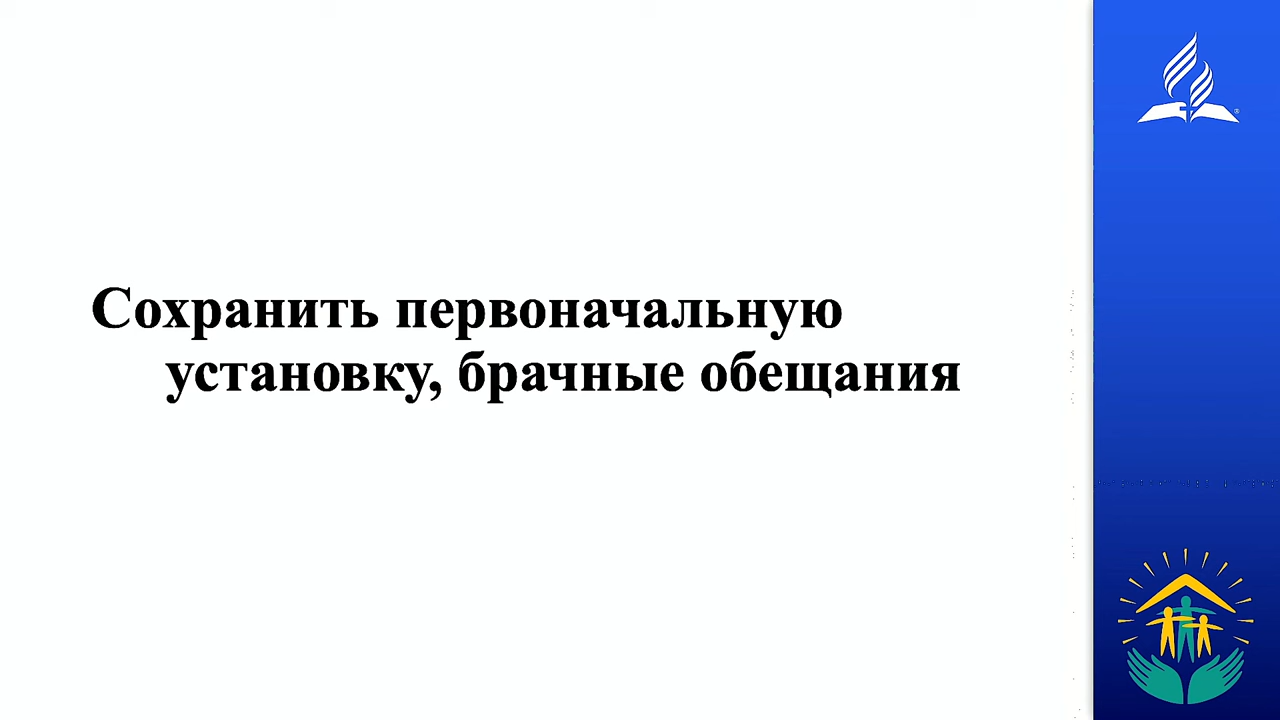 Сохранить первоначальную
установку, брачные обещания